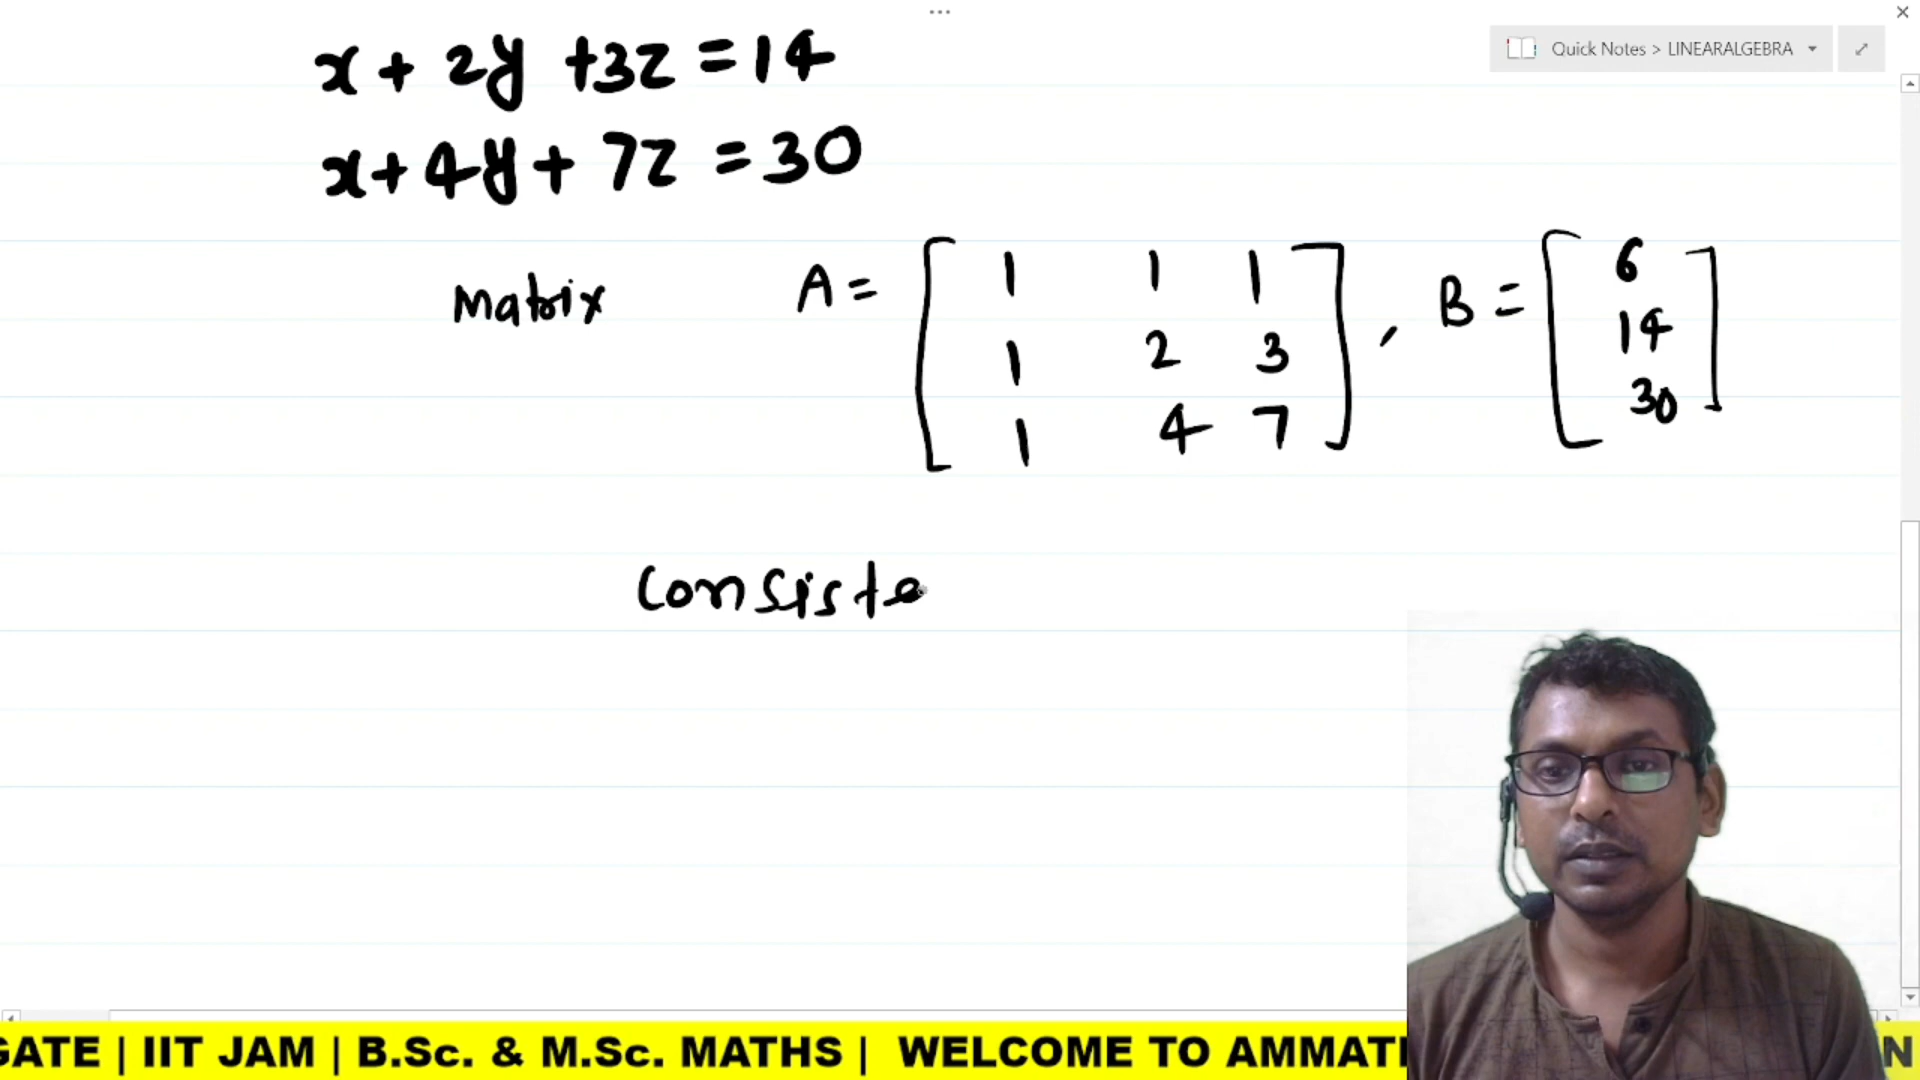 Quick Notes > LINEARALGEBRA
x + 2y + 3z = 14
x + 4y + 7z = 30
Matrix A = [ 1 1 1 , B = [ 6
1 2 3 14
1 4 7 ] 30 ]
Consiste
GATE | IIT JAM | B.Sc. & M.Sc. MATHS | WELCOME TO AMMATI N